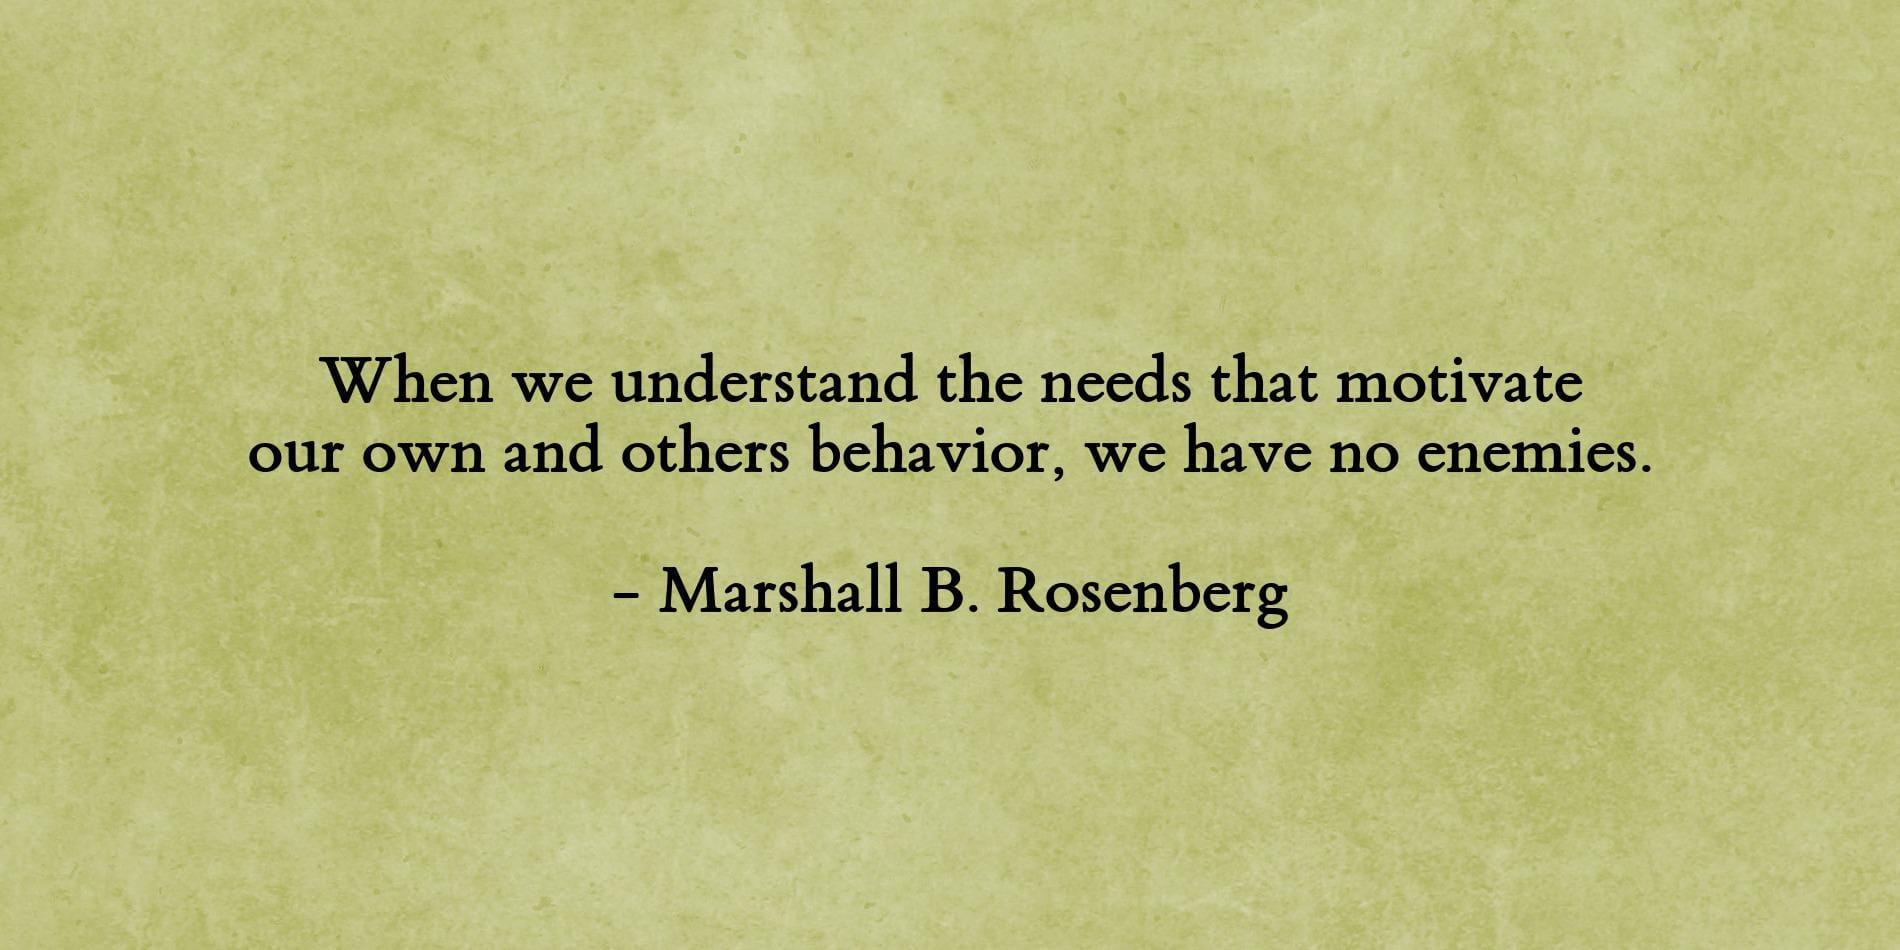 When we understand the needs that motivate
our own and others behavior, we have no enemies.
– Marshall B. Rosenberg